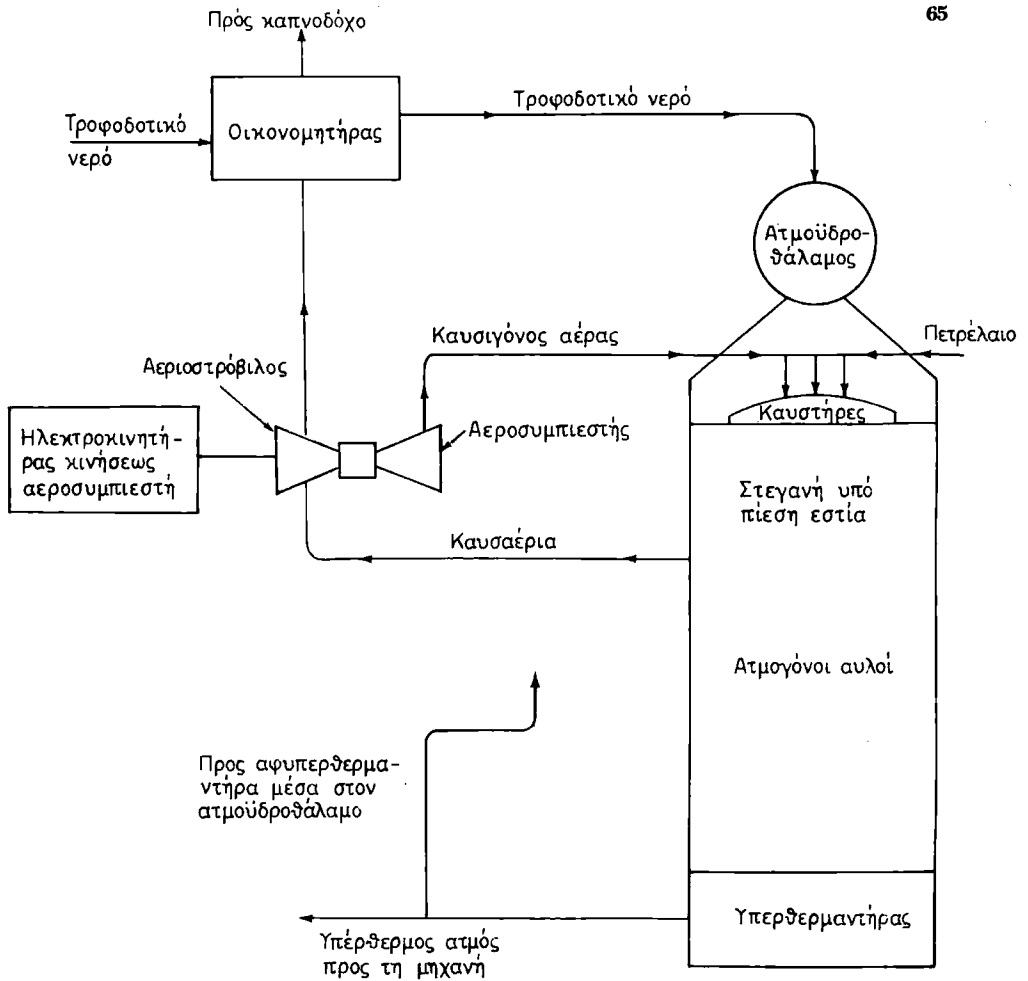 65
Πρός καπνοδόχο
Τροφοδοτικό
νερό
Οικονομητήρας
Τροφοδοτικό νερό
Ατμοϋδρο-
θάλαμος
Καυσιγόνος αέρας
Πετρέλαιο
Αεριοστρόβιλος
Καυστήρες
Ηλεκτροκινητή-
ρας κινήσεως
αεροσυμπιεστή
Αεροσυμπιεστής
Στεγανή υπό
πίεση εστία
Καυσαέρια
Ατμογόνοι αυλοί
Προς αφυπερθερμα-
ντήρα μέσα στον
ατμοϋδροθάλαμο
Υπερθερμαντήρας
Υπέρθερμος ατμός
προς τη μηχανή